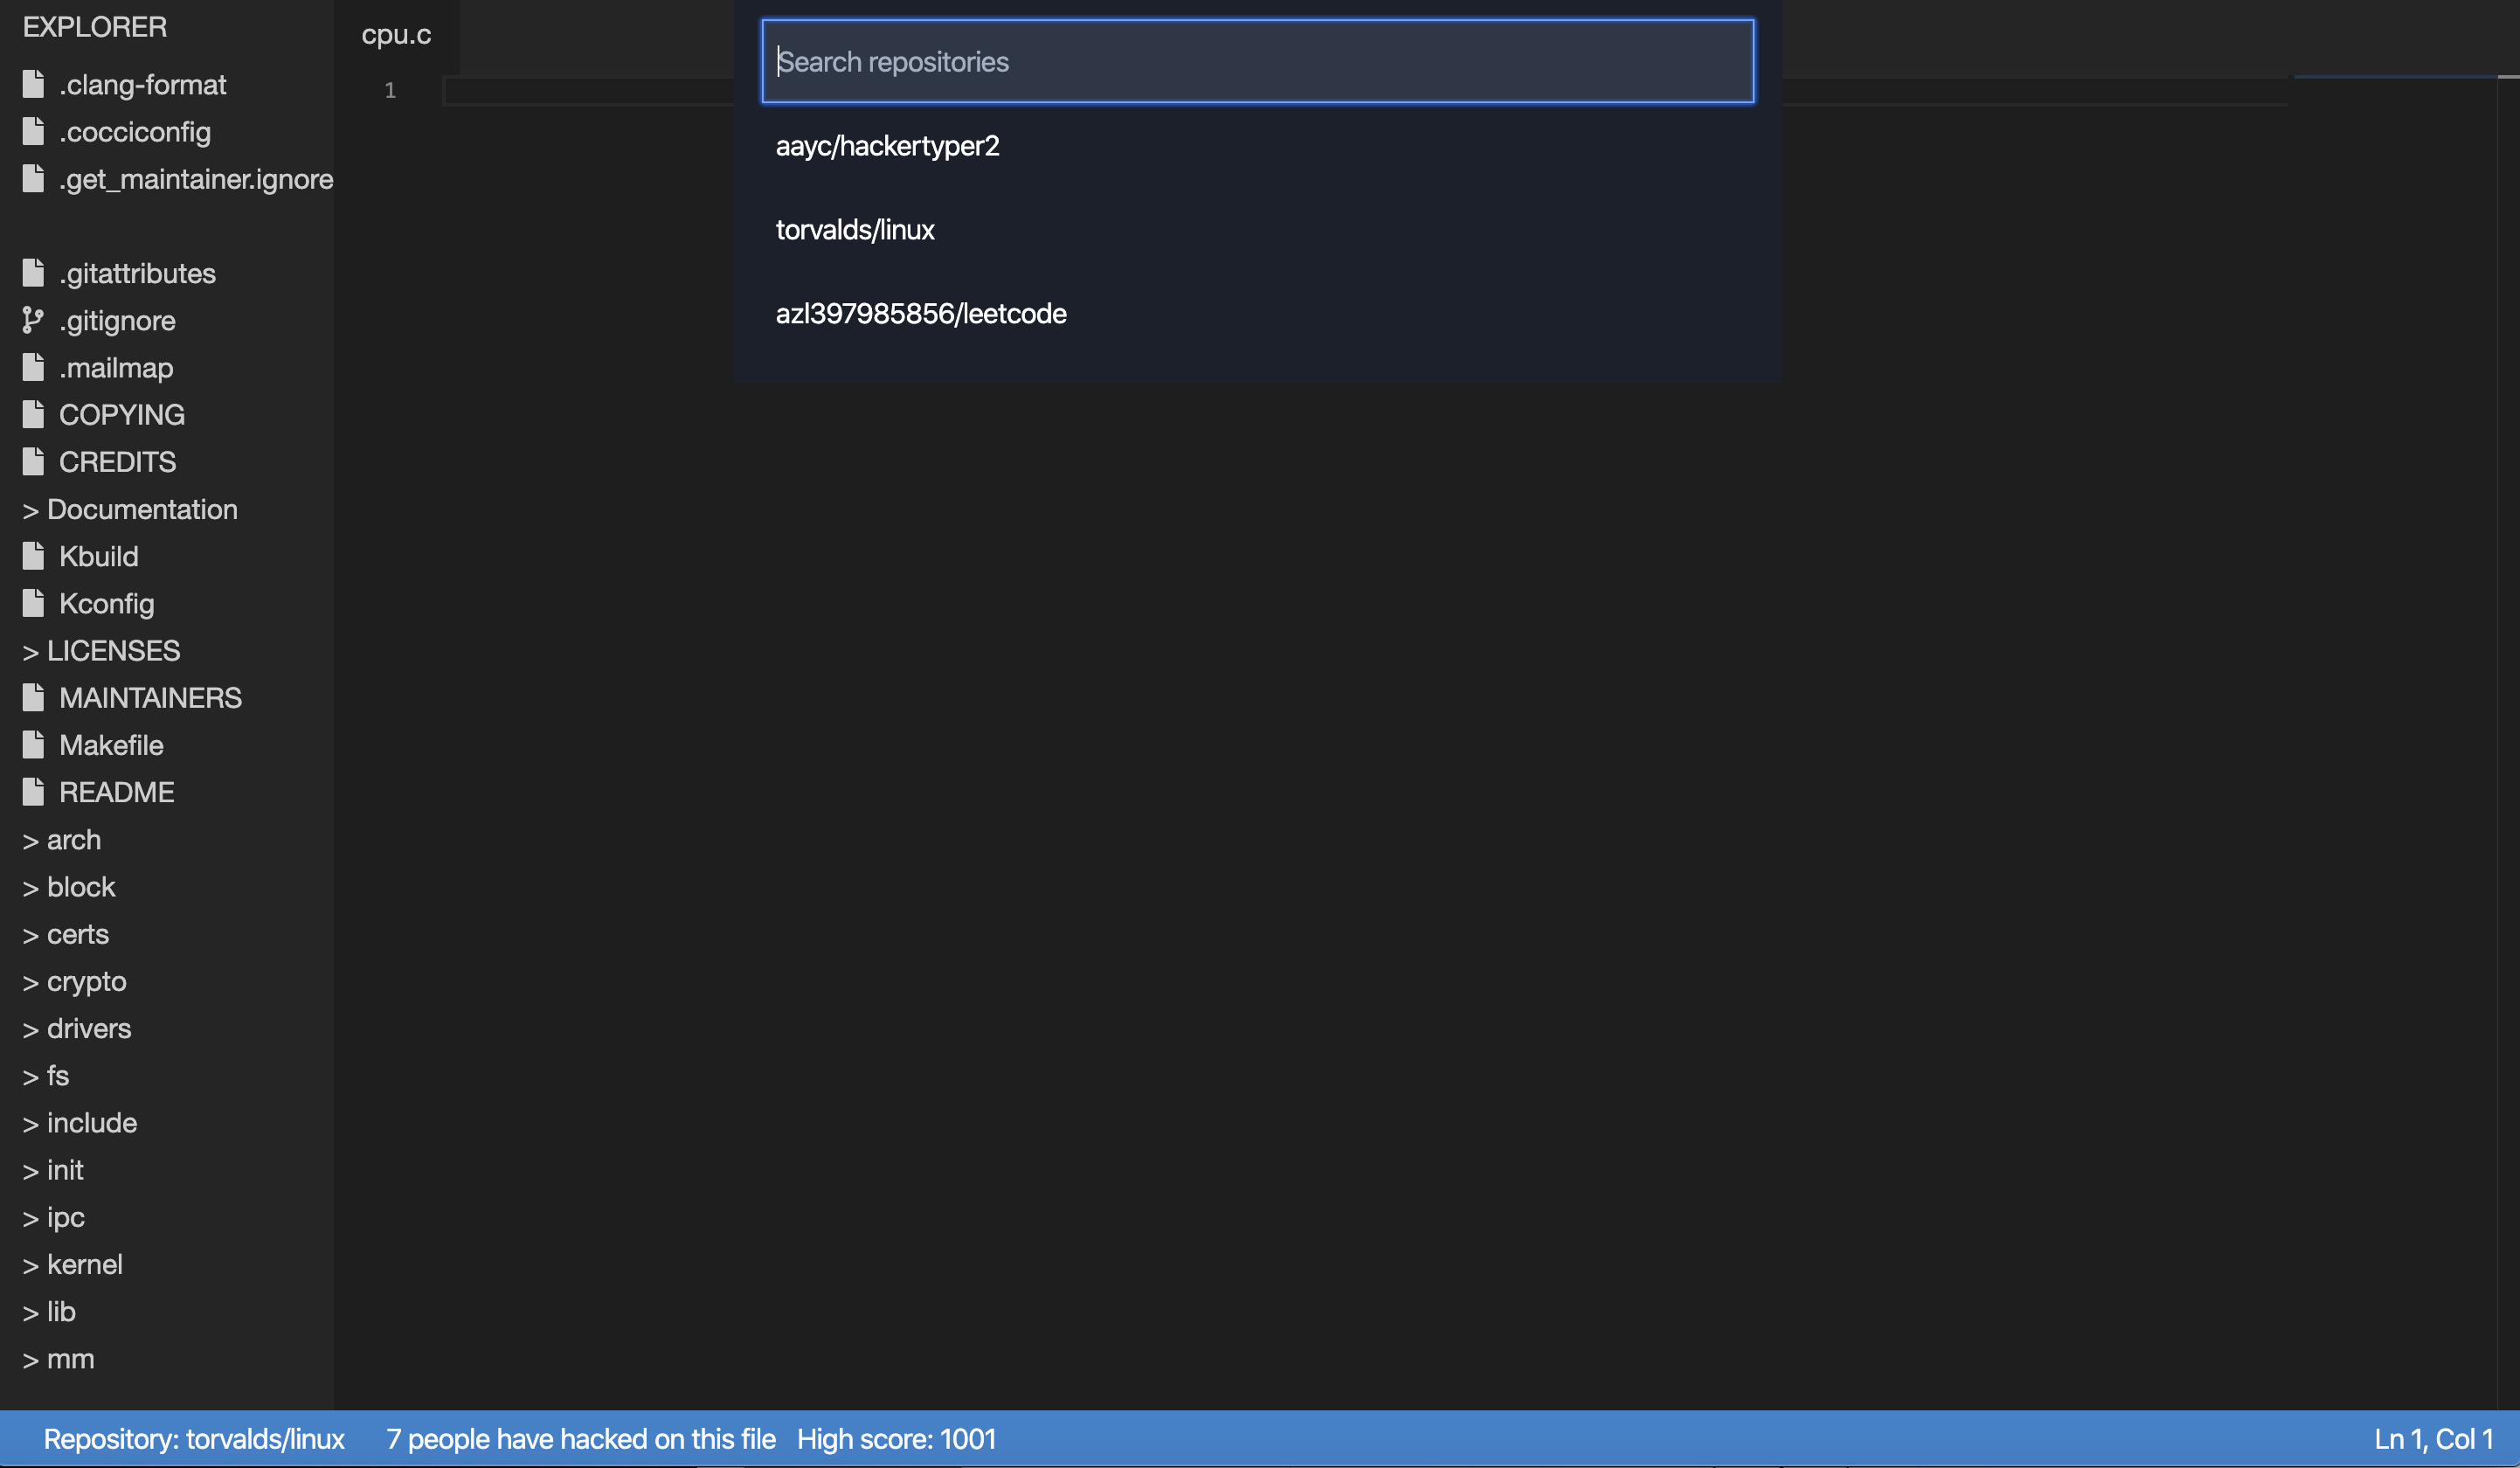 EXPLORER
.clang-format
.cocciconfig
.get_maintainer.ignore
.gitattributes
.gitignore
.mailmap
COPYING
CREDITS
> Documentation
Kbuild
Kconfig
> LICENSES
MAINTAINERS
Makefile
README
> arch
> block
> certs
> crypto
> drivers
> fs
> include
> init
> ipc
> kernel
> lib
> mm
cpu.c
1
Search repositories
aayc/hackertyper2
torvalds/linux
azl397985856/leetcode
Repository: torvalds/linux 7 people have hacked on this file High score: 1001 Ln 1, Col 1